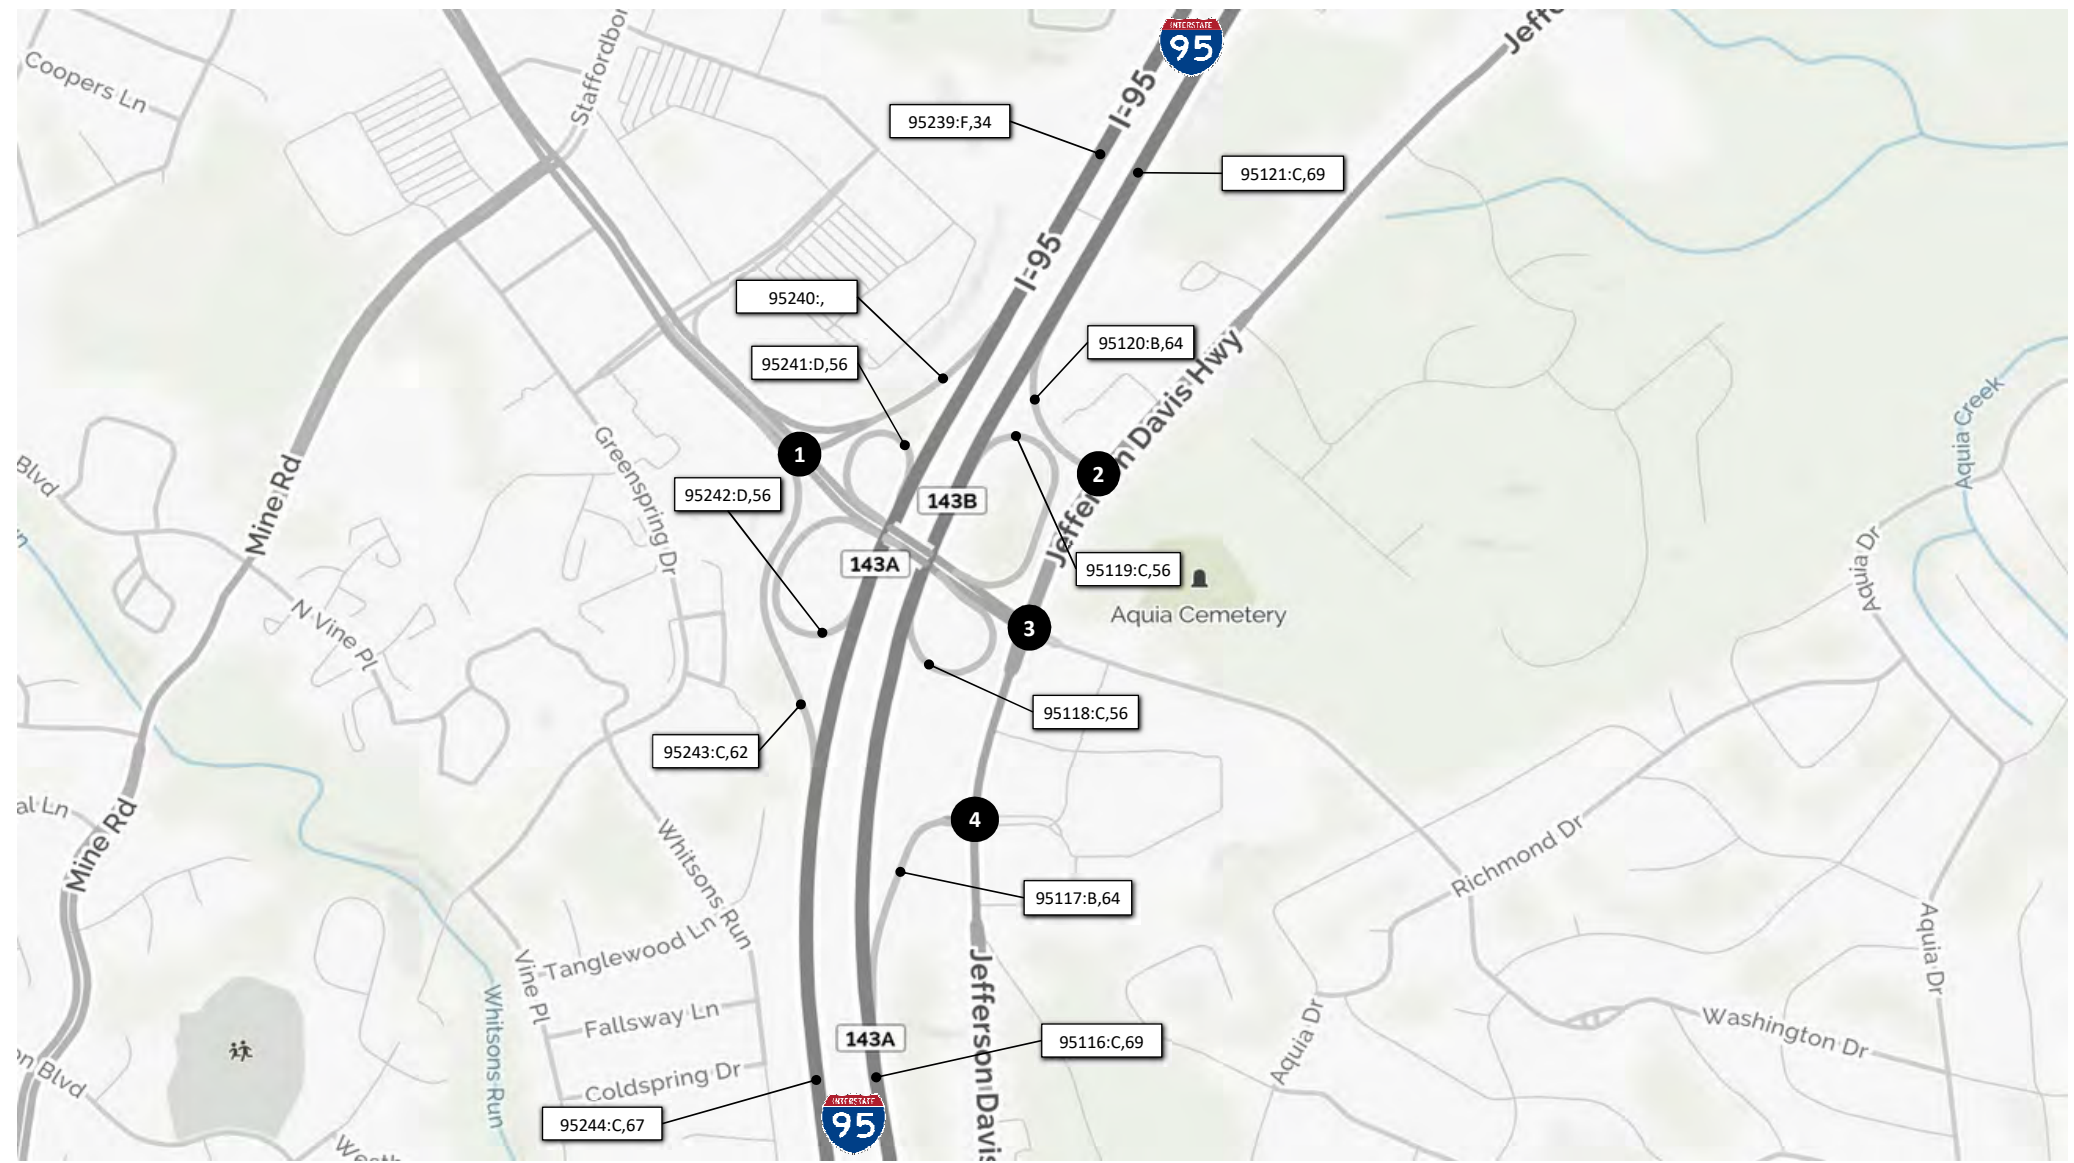 INTERSTATE
95
Coopers Ln
I-95
95239:F,34
95121:C,69
I-95
95240:,
95241:D,56
95120:B,64
Jefferson Davis Hwy
1
2
95242:D,56
143B
143A
Blvd
Mine Rd
Greenspring Dr
95119:C,56
Aquia Cemetery
3
Aquia Creek
Aquia Dr
N Vine Pl
95118:C,56
95243:C,62
4
Mine Rd
Whitsons Run
95117:B,64
Richmond Dr
Tanglewood Ln
Vine Pl
Whitsons Run
Fallsway Ln
Coldspring Dr
143A
95116:C,69
Jefferson Davis
Aquia Dr
Washington Dr
Aquia Dr
Blvd
95244:C,67
INTERSTATE
95